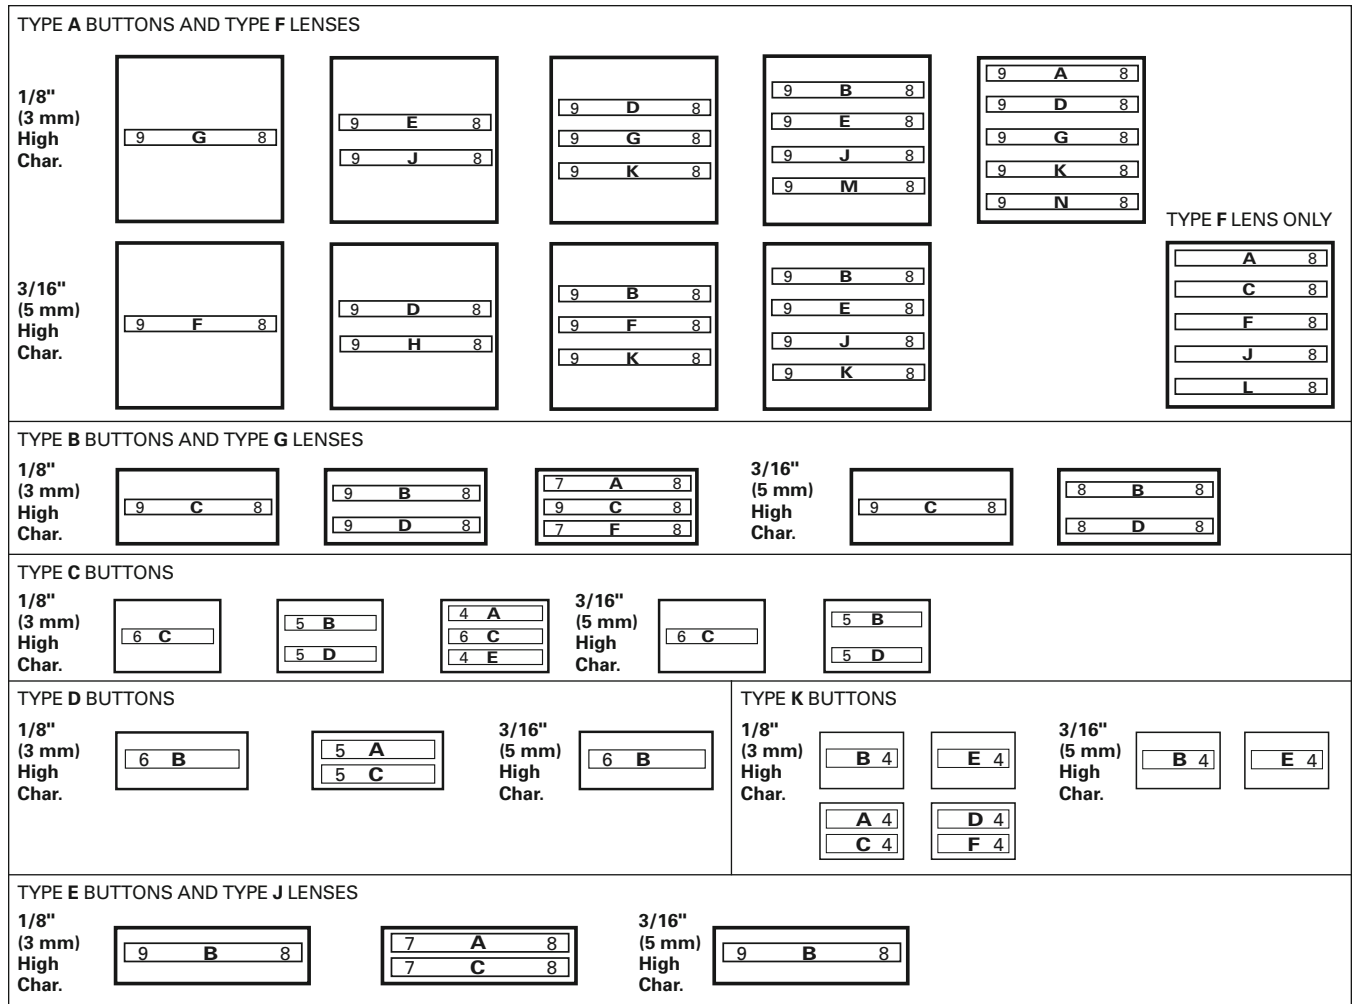 TYPE A BUTTONS AND TYPE F LENSES
1/8"
(3 mm)
High
Char.
9 G 8
9 E 8
9 J 8
9 D 8
9 G 8
9 K 8
9 B 8
9 E 8
9 J 8
9 M 8
9 A 8
9 D 8
9 G 8
9 K 8
9 N 8
3/16"
(5 mm)
High
Char.
9 F 8
9 D 8
9 H 8
9 B 8
9 F 8
9 K 8
9 B 8
9 E 8
9 J 8
9 K 8
TYPE F LENS ONLY
A 8
C 8
F 8
J 8
L 8
TYPE B BUTTONS AND TYPE G LENSES
1/8"
(3 mm)
High
Char.
9 C 8
9 B 8
9 D 8
7 A 8
9 C 8
7 F 8
3/16"
(5 mm)
High
Char.
9 C 8
8 B 8
8 D 8
TYPE C BUTTONS
1/8"
(3 mm)
High
Char.
6 C
5 B
5 D
4 A
6 C
4 E
3/16"
(5 mm)
High
Char.
6 C
5 B
5 D
TYPE D BUTTONS
1/8"
(3 mm)
High
Char.
6 B
5 A
5 C
3/16"
(5 mm)
High
Char.
6 B
TYPE K BUTTONS
1/8"
(3 mm)
High
Char.
B 4
E 4
A 4
C 4
D 4
F 4
3/16"
(5 mm)
High
Char.
B 4
E 4
TYPE E BUTTONS AND TYPE J LENSES
1/8"
(3 mm)
High
Char.
9 B 8
7 A 8
7 C 8
3/16"
(5 mm)
High
Char.
9 B 8